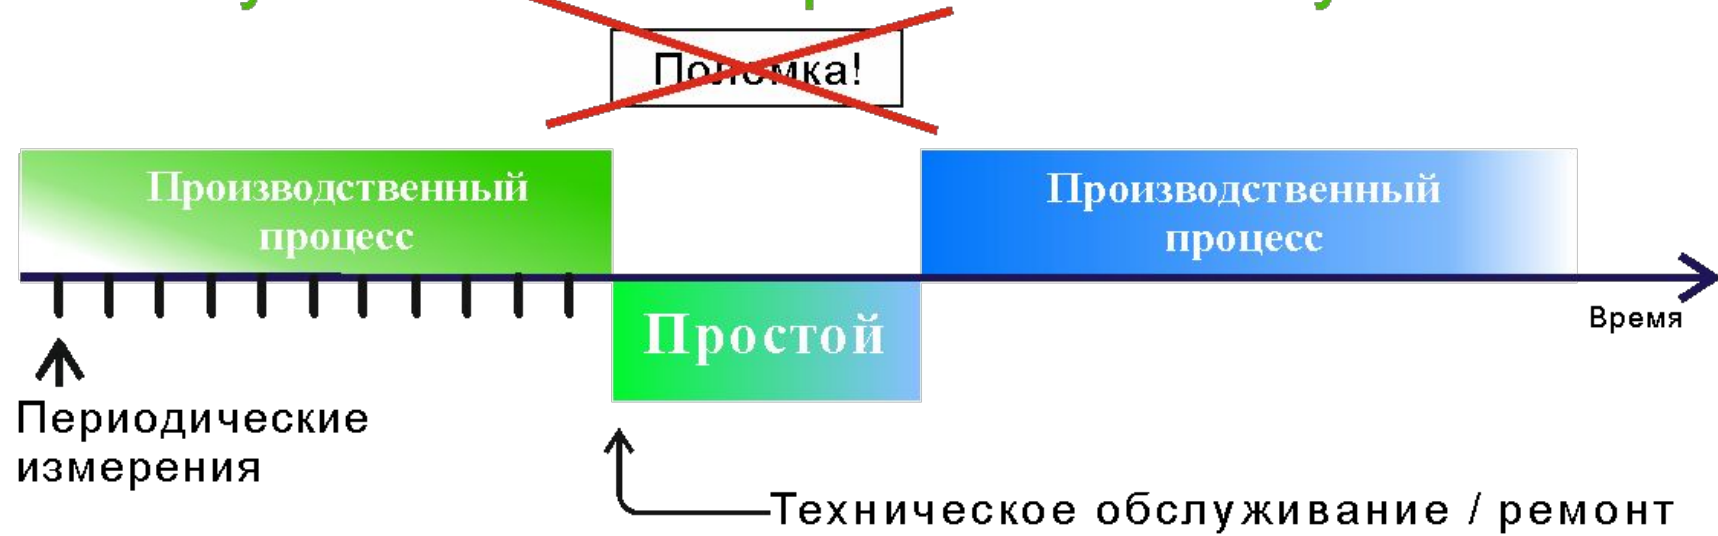 Поломка!
Производственный
процесс
Производственный
процесс
Простой
Время
Периодические
измерения
Техническое обслуживание / ремонт